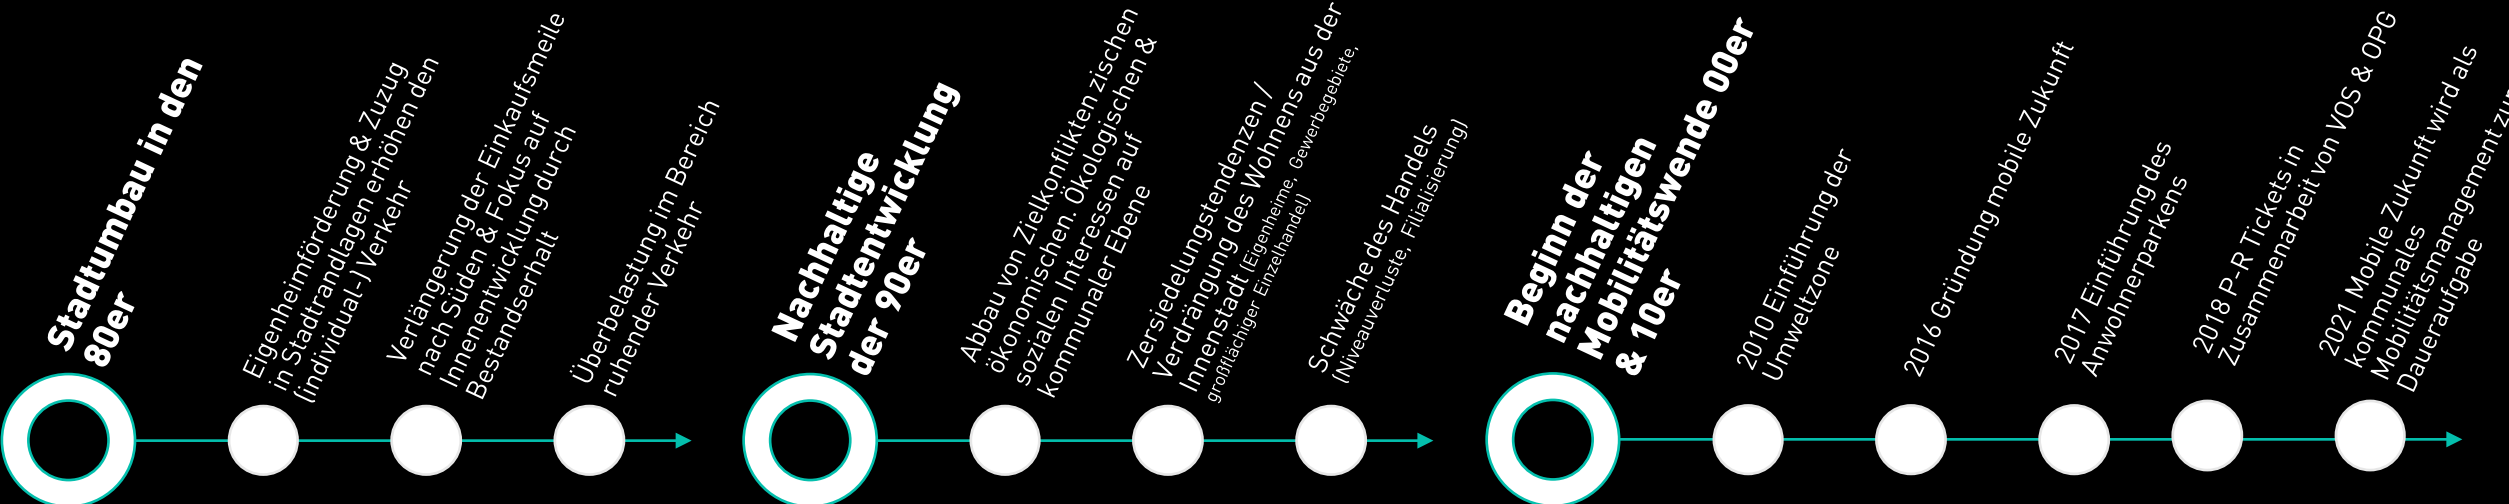 Stadtumbau in den
80er
Eigenheimförderung & Zuzug
in Stadtrandlagen erhöhen den
(individual-) Verkehr
Verlängerung der Einkaufsmeile
nach Süden & Fokus auf
Innenentwicklung durch
Bestandserhalt
Überbelastung im Bereich
ruhender Verkehr
Nachhaltige
Stadtentwicklung
der 90er
Abbau von Zielkonflikten zischen
ökonomischen. Ökologischen &
sozialen Interessen auf
kommunaler Ebene
Zersiedelungstendenzen /
Verdrängung des Wohnens aus der
Innenstadt (Eigenheime, Gewerbegebiete,
großflächiger Einzelhandel)
Schwäche des Handels
(Niveauverluste, Filialisierung)
Beginn der
nachhaltigen
Mobilitätswende 00er
& 10er
2010 Einführung der
Umweltzone
2016 Gründung mobile Zukunft
2017 Einführung des
Anwohnerparkens
2018 P-R Tickets in
Zusammenarbeit von VOS & OPG
2021 Mobile Zukunft wird als
kommunales
Mobilitätsmanagement
Daueraufgabe